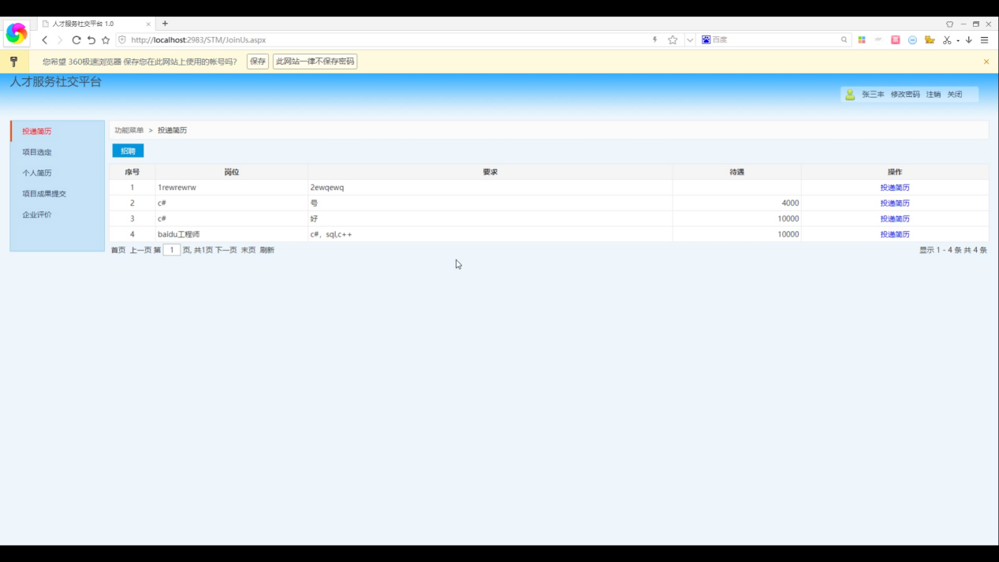 人才服务社交平台 1.0
http://localhost:2983/STM/JoinUs.aspx
百度
您希望 360极速浏览器 保存您在此网站上使用的帐号吗? 保存 此网站一律不保存密码
人才服务社交平台
张三丰 修改密码 注销 关闭
投递简历
项目选定
个人简历
项目成果提交
企业评价
功能菜单 > 投递简历
招聘
序号 岗位 要求 待遇 操作
1 1rewrewrw 2ewqewq 投递简历
2 c# 号 4000 投递简历
3 c# 好 10000 投递简历
4 baidu工程师 c#，sql,c++ 10000 投递简历
首页 上一页 第 1 页, 共1页 下一页 末页 刷新 显示 1 - 4 条 共 4 条